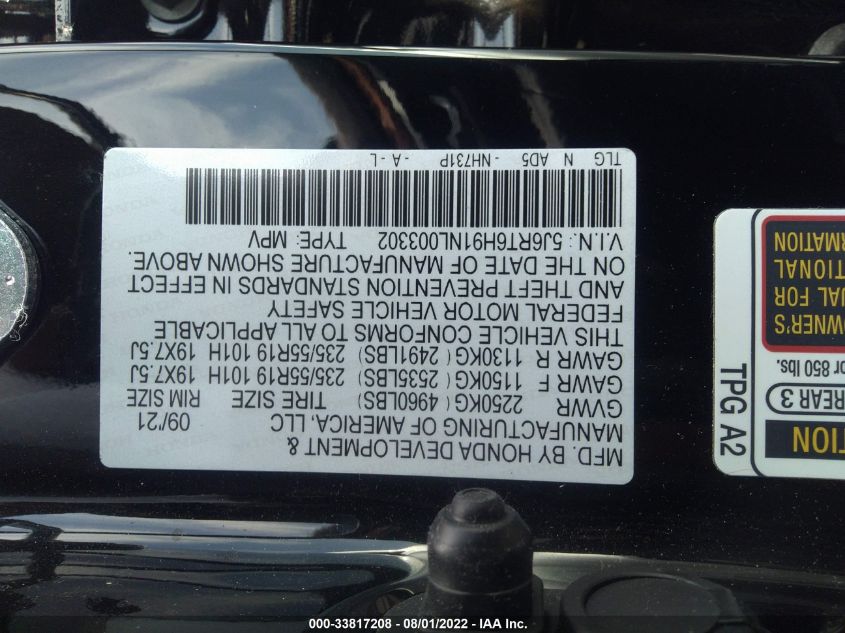 MFD. BY HONDA DEVELOPMENT &
MANUFACTURING OF AMERICA, LLC 09/'21
GVWR TIRE SIZE RIM SIZE
2250KG( 4960LBS)
GAWR F 1150KG( 2535LBS) 235/55R19 101H 19X7.5J
GAWR R 1130KG( 2491LBS) 235/55R19 101H 19X7.5J
THIS VEHICLE CONFORMS TO ALL APPLICABLE
FEDERAL MOTOR VEHICLE SAFETY
AND THEFT PREVENTION STANDARDS IN EFFECT
ON THE DATE OF MANUFACTURE SHOWN ABOVE.
V.I.N.: 5J6RT6H91NL003302 TYPE: MPV
TLG N AD5 - NH731P - A - L
TION
REAR 3
or 850 lbs.
OWNER'S
UAL FOR
TIONAL
ORMATION
TPG A2
000-33817208 - 08/01/2022 - IAA Inc.